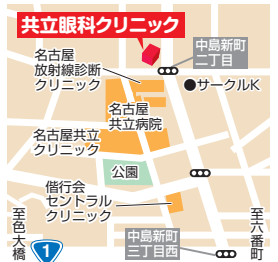 共立眼科クリニック
中島新町
二丁目
名古屋
放射線診断
クリニック
●サークルK
名古屋
共立病院
名古屋共立
クリニック
公園
偕行会
セントラル
クリニック
至色大橋
1
中島新町
三丁目西
至六番町